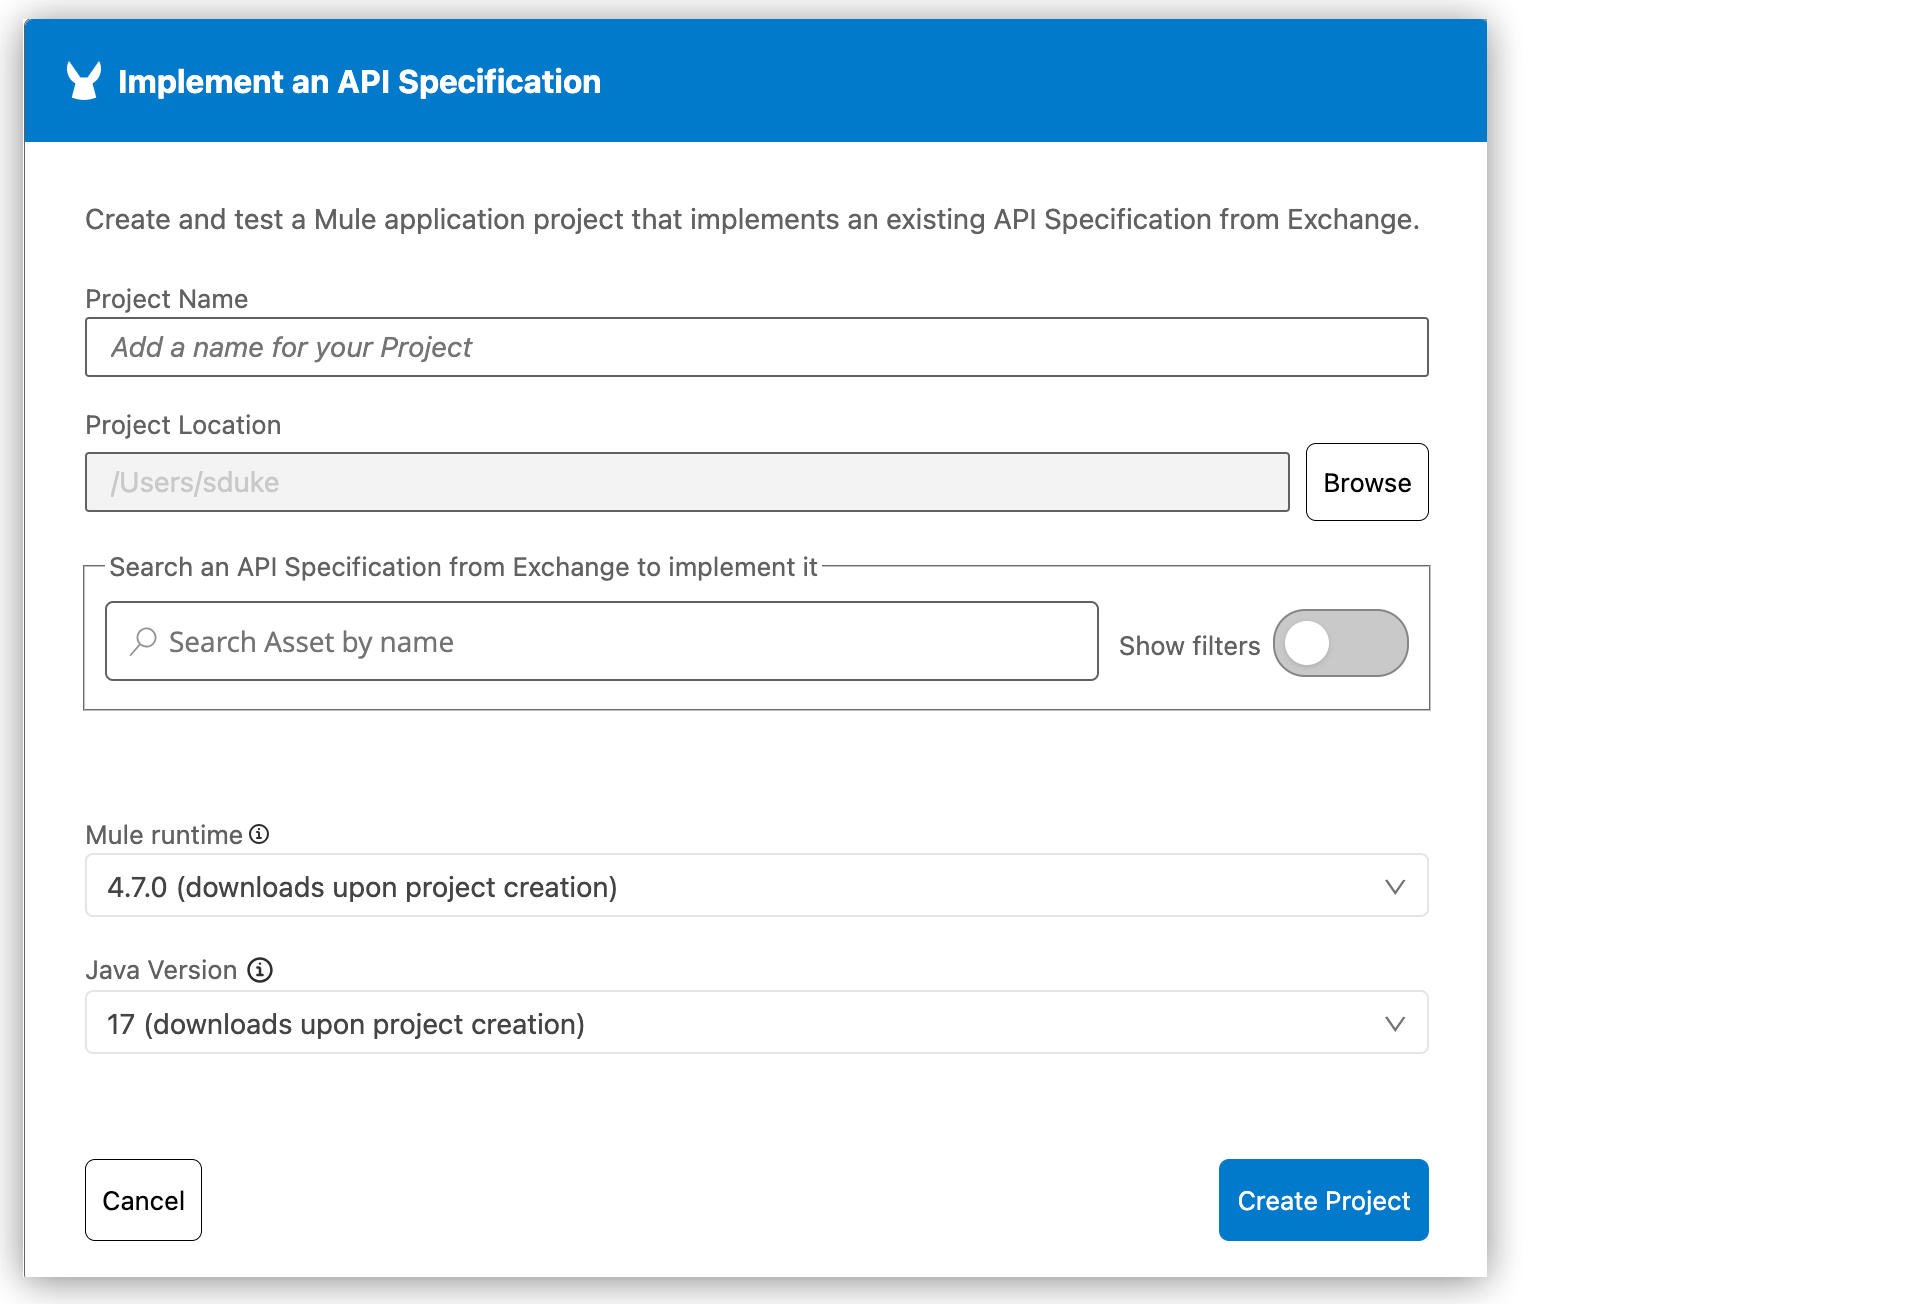 Implement an API Specification
Create and test a Mule application project that implements an existing API Specification from Exchange.
Project Name
Add a name for your Project
Project Location
/Users/sduke
Browse
Search an API Specification from Exchange to implement it
Search Asset by name
Show filters
Mule runtime
4.7.0 (downloads upon project creation)
Java Version
17 (downloads upon project creation)
Cancel
Create Project